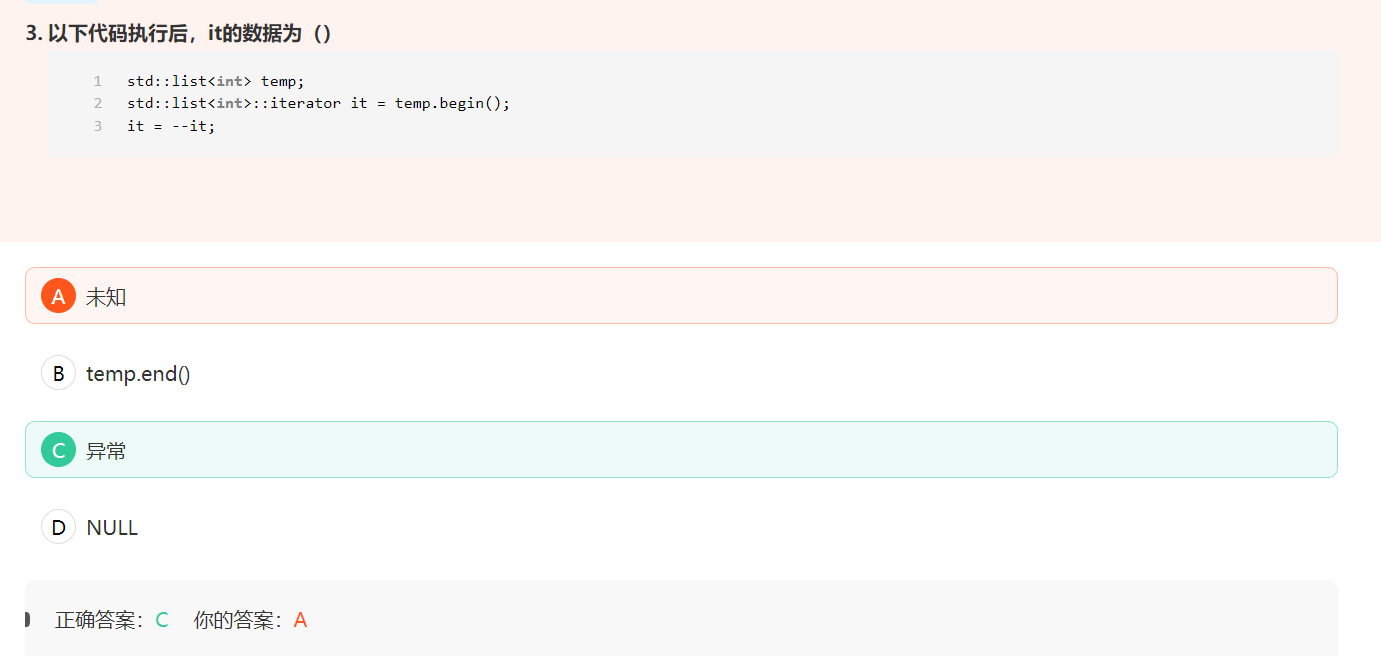 3. 以下代码执行后，it的数据为（）
1 std::list<int> temp;
2 std::list<int>::iterator it = temp.begin();
3 it = --it;
A 未知
B temp.end()
C 异常
D NULL
正确答案：C 你的答案：A